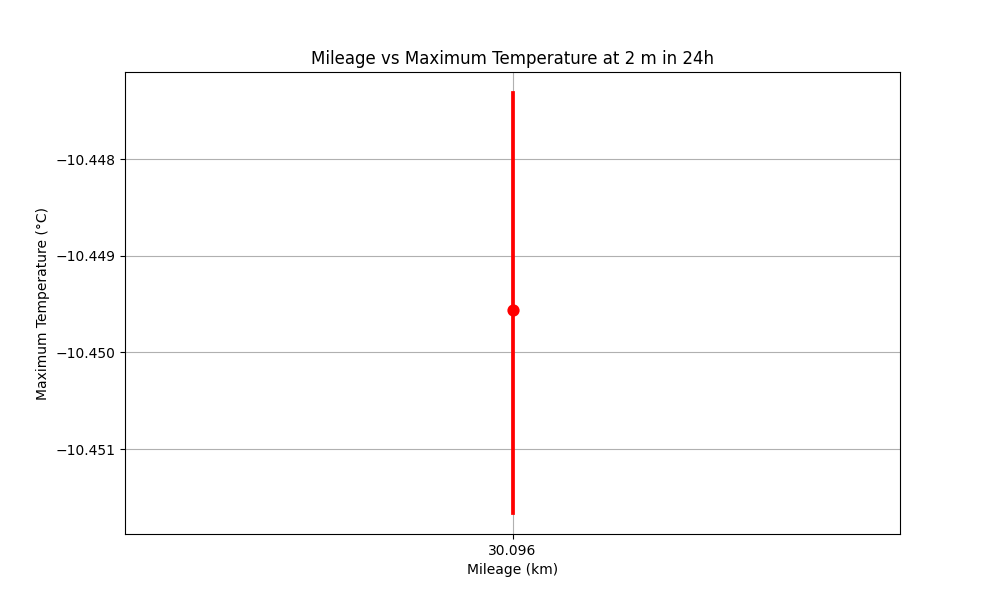 Mileage vs Maximum Temperature at 2 m in 24h
Maximum Temperature (°C)
−10.448
−10.449
−10.450
−10.451
30.096
Mileage (km)